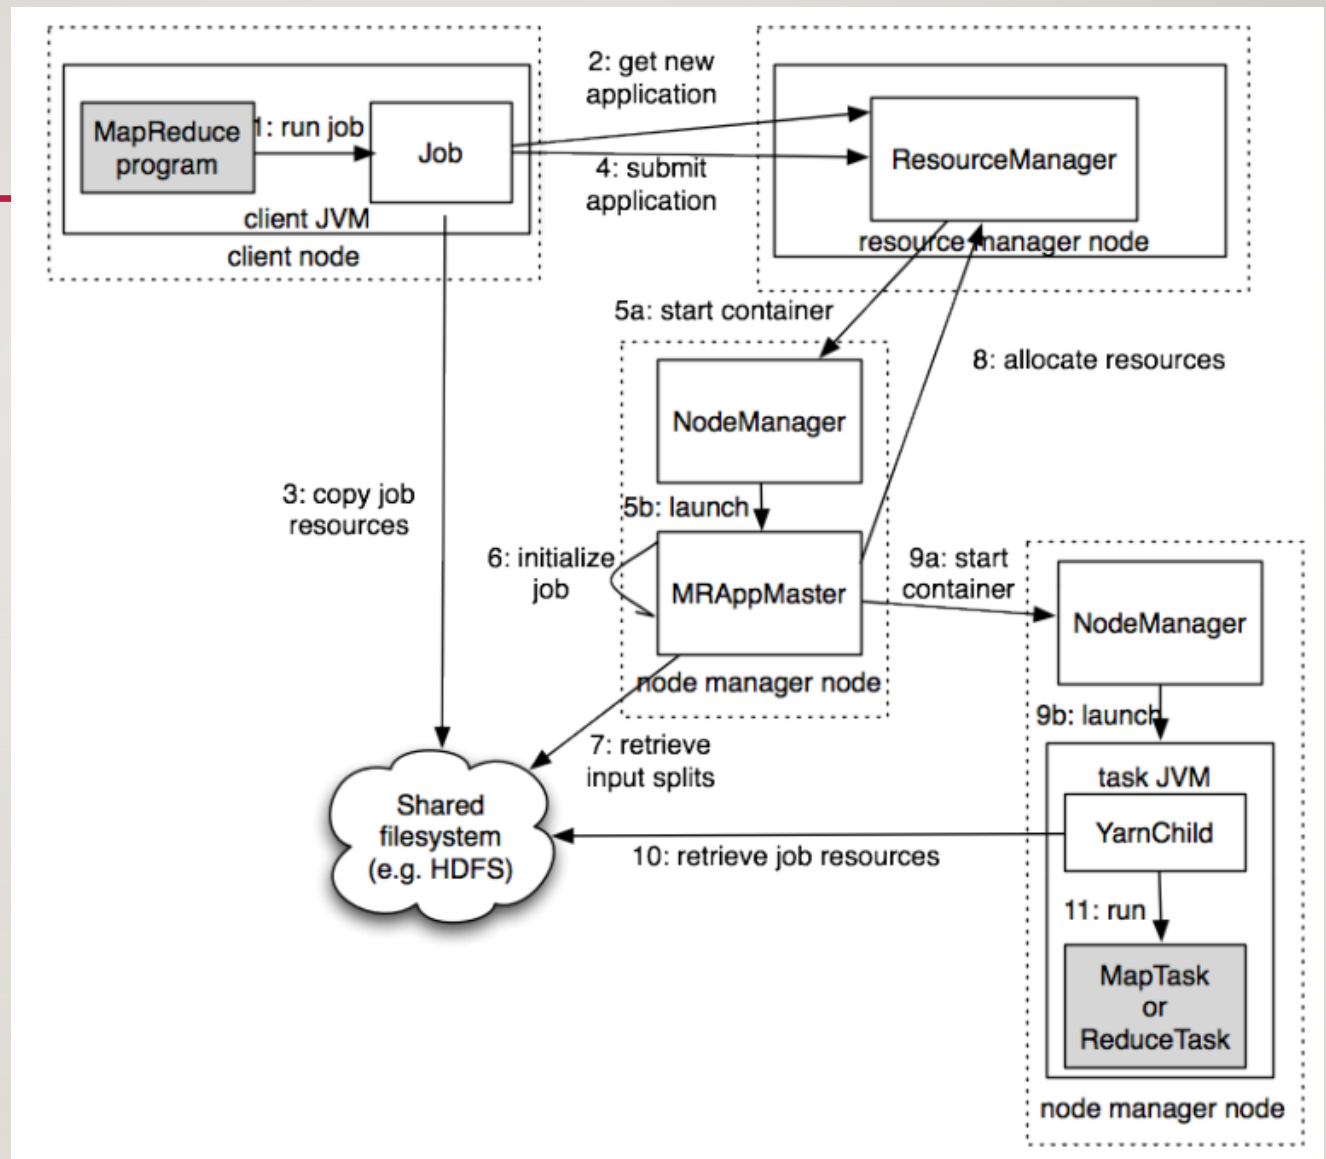 2: get new
application
MapReduce
program
1: run job
Job
ResourceManager
4: submit
application
client JVM
client node
resource manager node
5a: start container
8: allocate resources
NodeManager
3: copy job
resources
5b: launch
6: initialize
job
MRAppMaster
9a: start
container
NodeManager
node manager node
9b: launch
7: retrieve
input splits
task JVM
Shared
filesystem
(e.g. HDFS)
YarnChild
10: retrieve job resources
11: run
MapTask
or
ReduceTask
node manager node